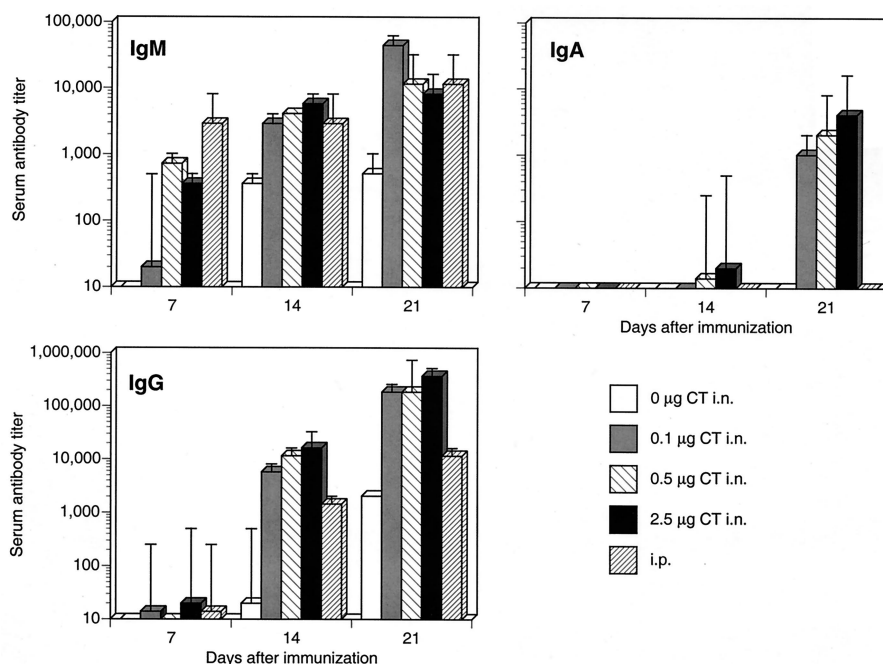 IgM
Serum antibody titer
100,000
10,000
1,000
100
10
7
14
21
IgA
7
14
21
Days after immunization
IgG
Serum antibody titer
1,000,000
100,000
10,000
1,000
100
10
7
14
21
Days after immunization
0 µg CT i.n.
0.1 µg CT i.n.
0.5 µg CT i.n.
2.5 µg CT i.n.
i.p.